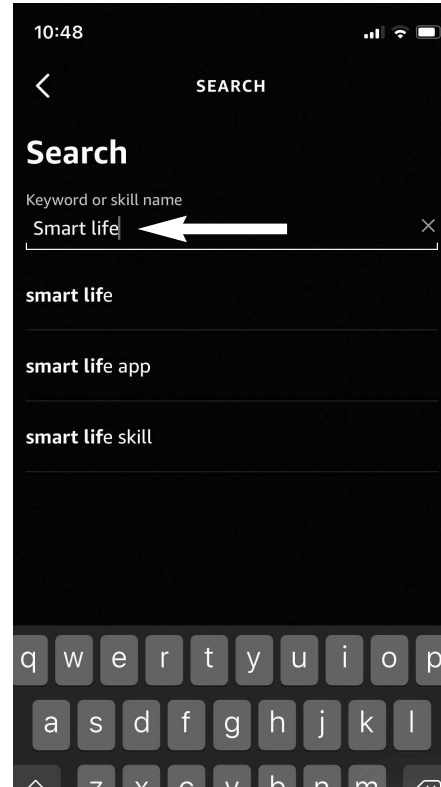 10:48
SEARCH
Search
Keyword or skill name
Smart life
smart life
smart life app
smart life skill
q w e r t y u i o p
a s d f g h j k l
z x c v b n m